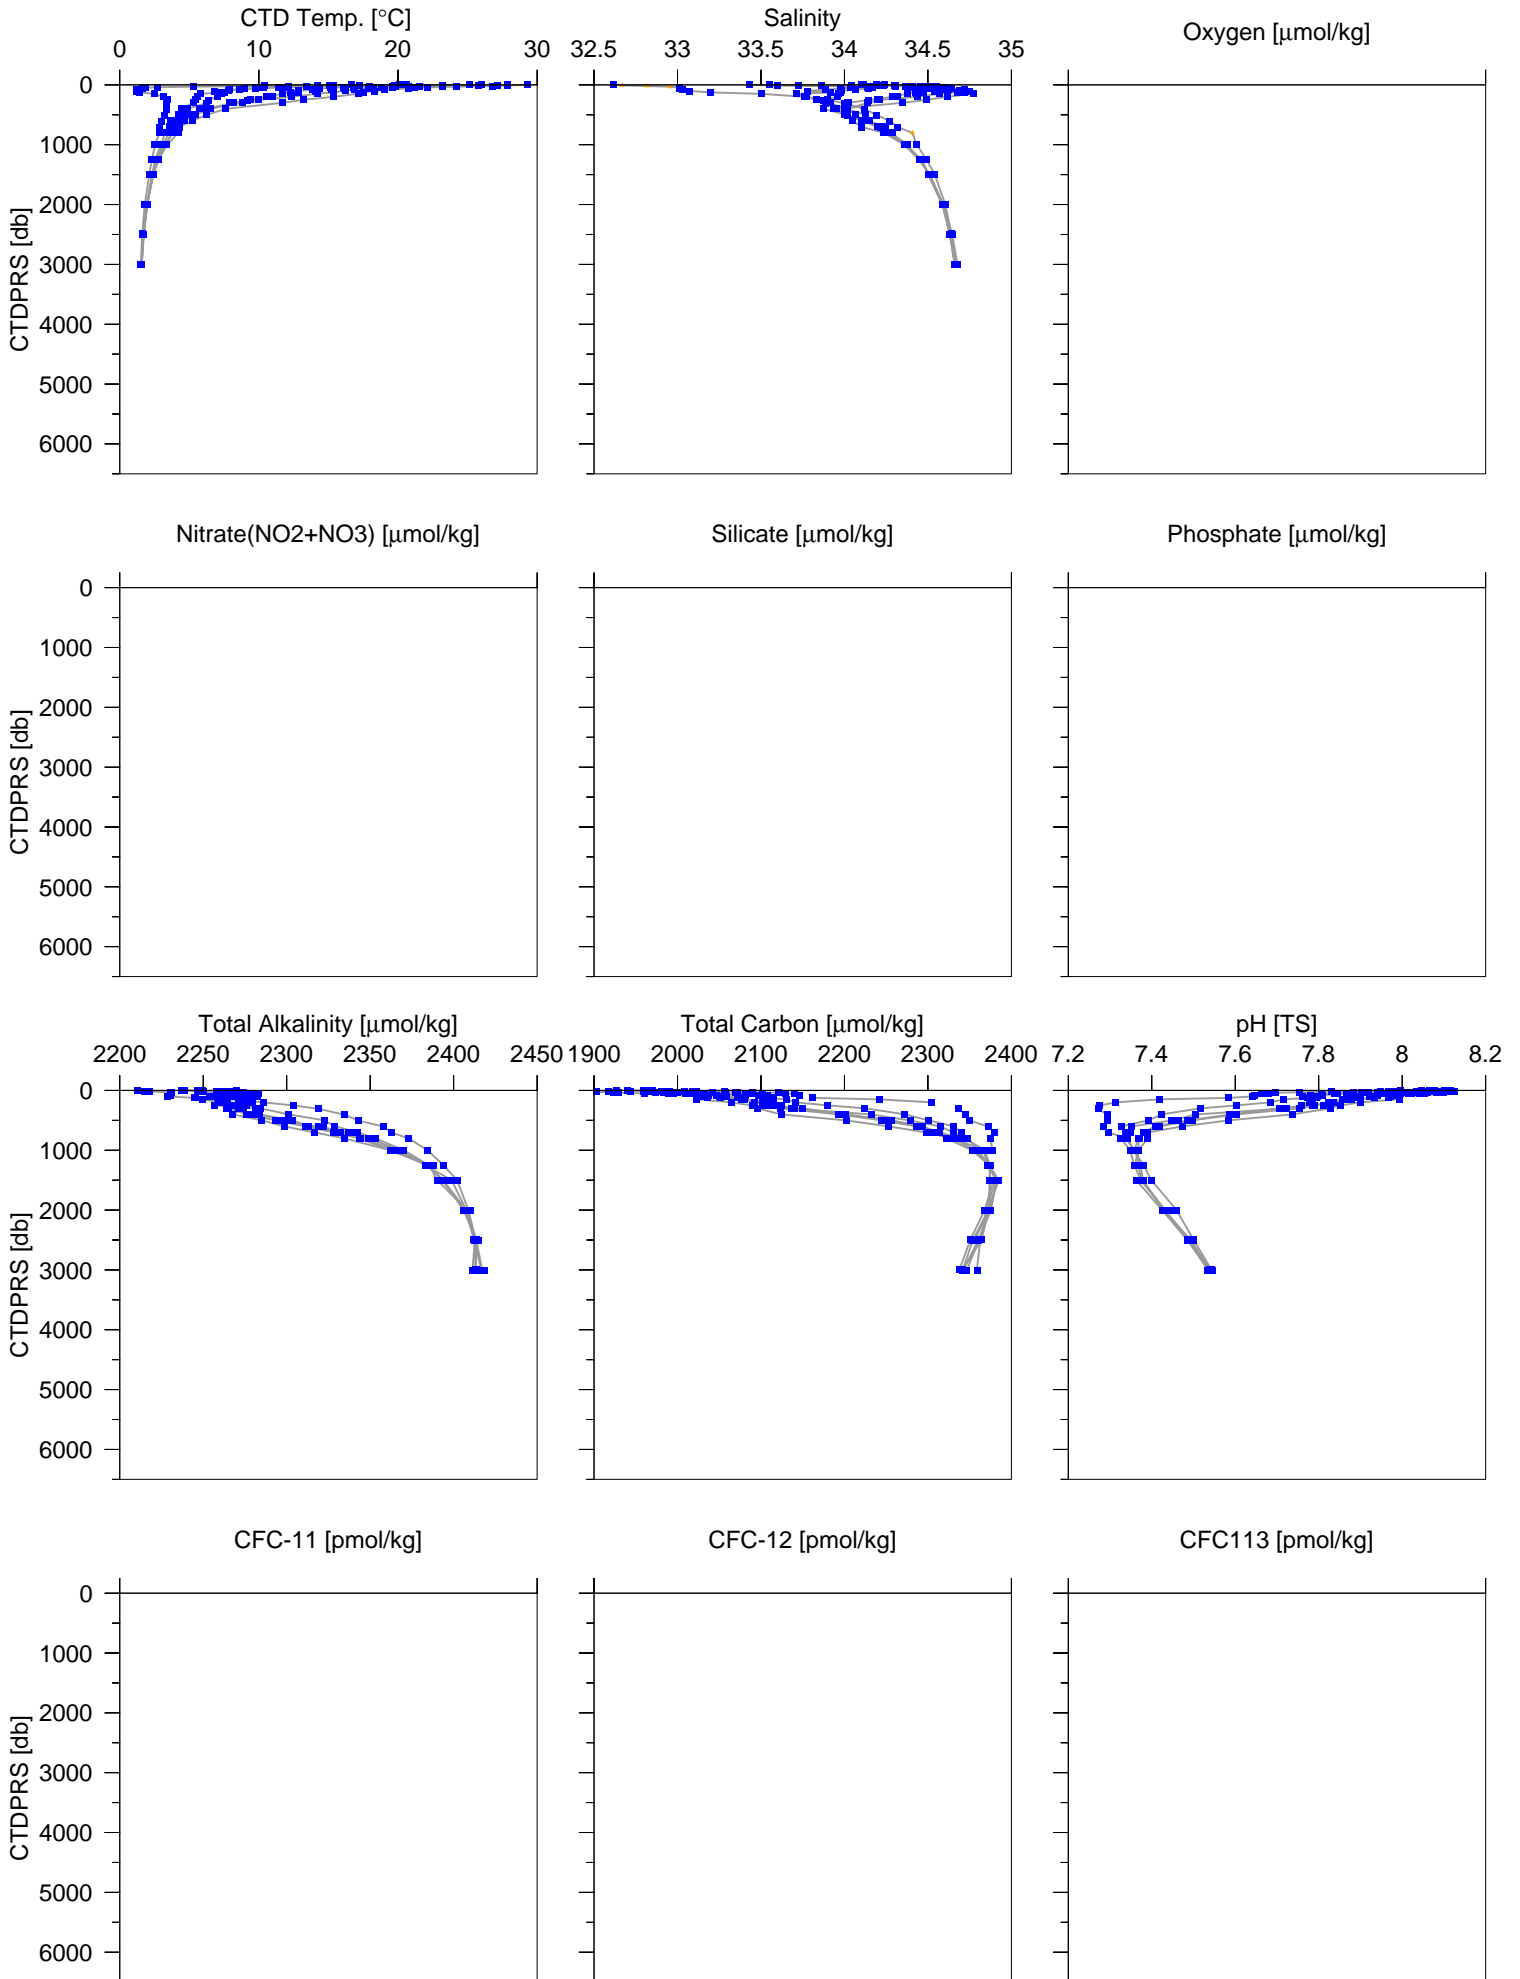 CTD Temp. [°C] Salinity Oxygen [μmol/kg]
0 10 20 30 32.5 33 33.5 34 34.5 35
0
1000
2000
3000
4000
5000
6000
CTDPRS [db]
Nitrate(NO2+NO3) [μmol/kg] Silicate [μmol/kg] Phosphate [μmol/kg]
0
1000
2000
3000
4000
5000
6000
CTDPRS [db]
Total Alkalinity [μmol/kg] Total Carbon [μmol/kg] pH [TS]
2200 2250 2300 2350 2400 2450 1900 2000 2100 2200 2300 2400 7.2 7.4 7.6 7.8 8 8.2
0
1000
2000
3000
4000
5000
6000
CTDPRS [db]
CFC-11 [pmol/kg] CFC-12 [pmol/kg] CFC113 [pmol/kg]
0
1000
2000
3000
4000
5000
6000
CTDPRS [db]